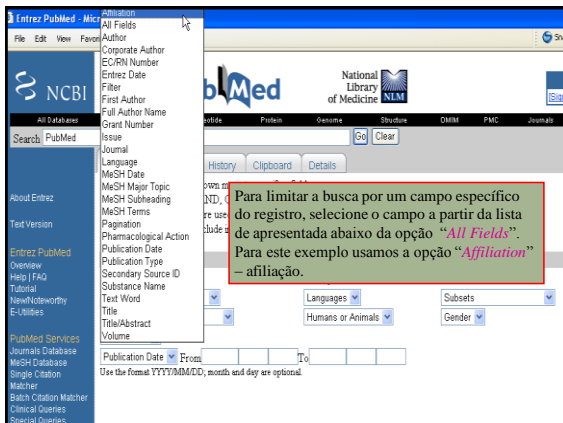 Entrez PubMed - Mic
Affiliation
All Fields
Author
Corporate Author
EC/RN Number
Entrez Date
Filter
First Author
Full Author Name
Grant Number
Issue
Journal
Language
MeSH Date
MeSH Major Topic
MeSH Subheading
MeSH Terms
Pagination
Pharmacological Action
Publication Date
Publication Type
Secondary Source ID
Substance Name
Text Word
Title
Title/Abstract
Volume
File Edit View Favori
NCBI
bMed
National
Library
of Medicine NLM
All Databases
Protein Genome Structure OMIM PMC Journals
Search PubMed
Go Clear
History Clipboard Details
About Entrez
Text Version
Entrez PubMed
Overview
Help | FAQ
Tutorial
New/Noteworthy
E-Utilities
PubMed Services
Journals Database
MeSH Database
Single Citation
Matcher
Batch Citation Matcher
Clinical Queries
Special Queries
Para limitar a busca por um campo específico
do registro, selecione o campo a partir da lista
de apresentada abaixo da opção “All Fields”.
Para este exemplo usamos a opção “Affiliation”
– afiliação.
Languages Subsets
Humans or Animals Gender
Publication Date From To
Use the format YYYY/MM/DD; month and day are optional.